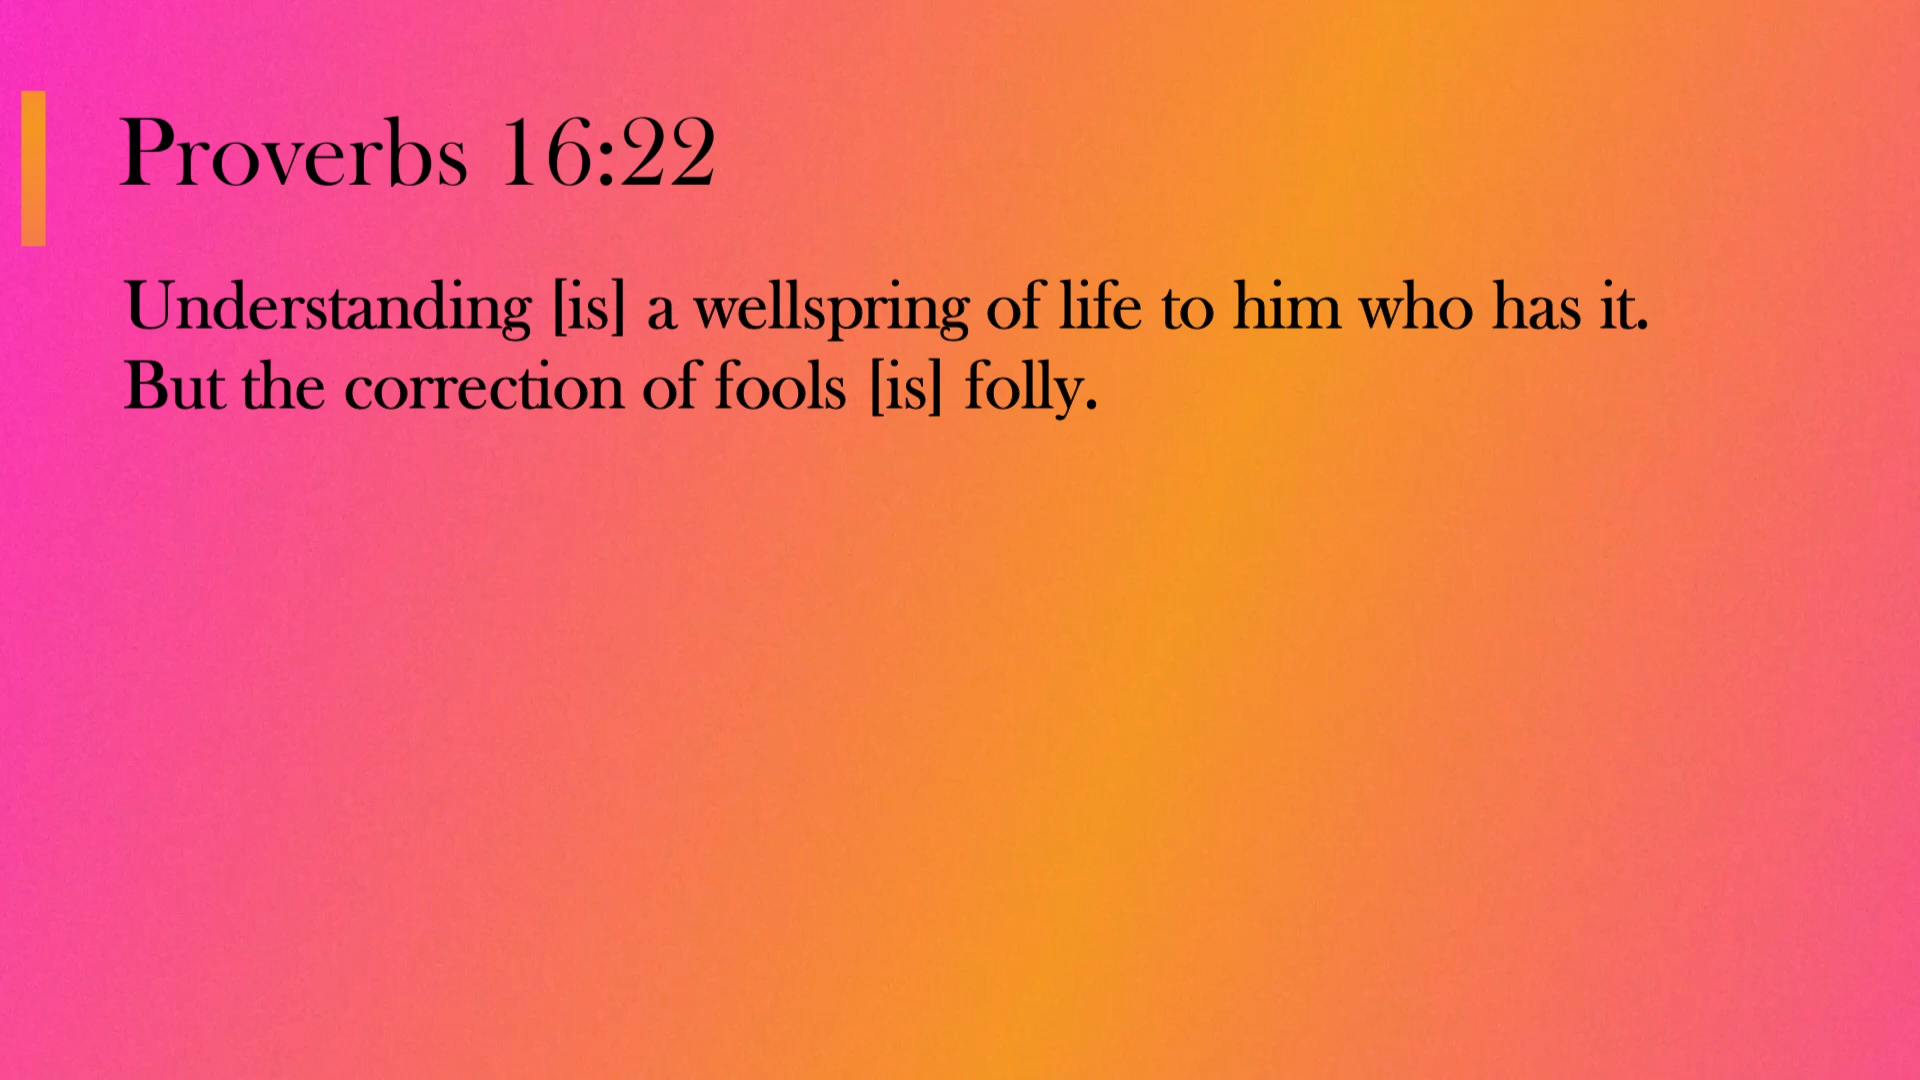 Proverbs 16:22
Understanding [is] a wellspring of life to him who has it.
But the correction of fools [is] folly.